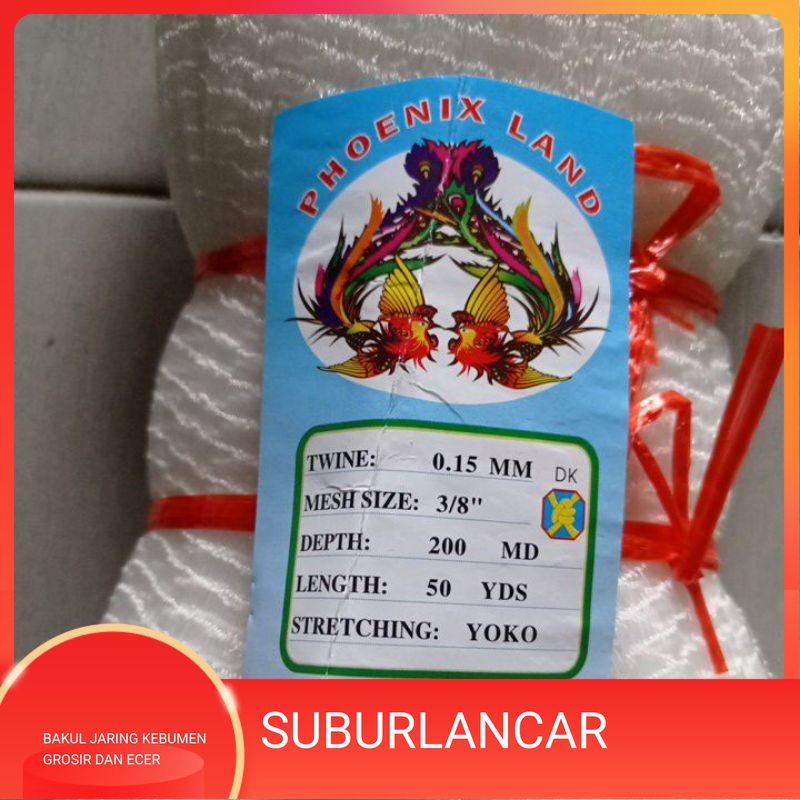 PHOENIX LAND
TWINE: 0.15 MM
DK
MESH SIZE: 3/8"
DEPTH: 200 MD
LENGTH: 50 YDS
STRETCHING: YOKO
BAKUL JARING KEBUMEN
GROSIR DAN ECER
SUBURLANCAR